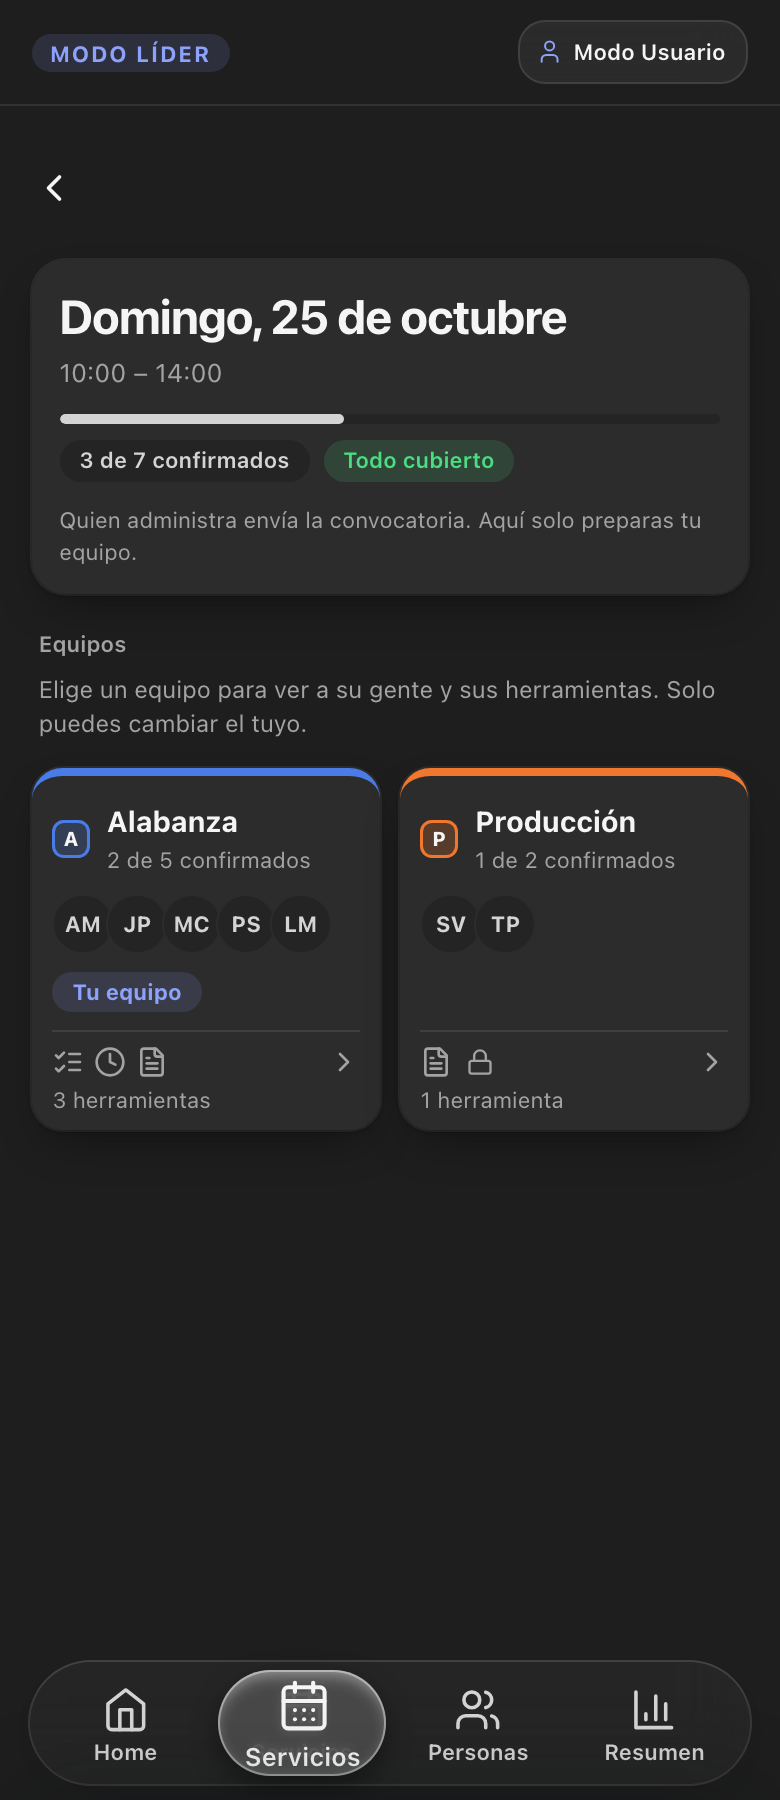 MODO LÍDER
Modo Usuario
Domingo, 25 de octubre
10:00 – 14:00
3 de 7 confirmados
Todo cubierto
Quien administra envía la convocatoria. Aquí solo preparas tu
equipo.
Equipos
Elige un equipo para ver a su gente y sus herramientas. Solo
puedes cambiar el tuyo.
A
Alabanza
2 de 5 confirmados
AM JP MC PS LM
Tu equipo
3 herramientas
P
Producción
1 de 2 confirmados
SV TP
1 herramienta
Home
Servicios
Personas
Resumen